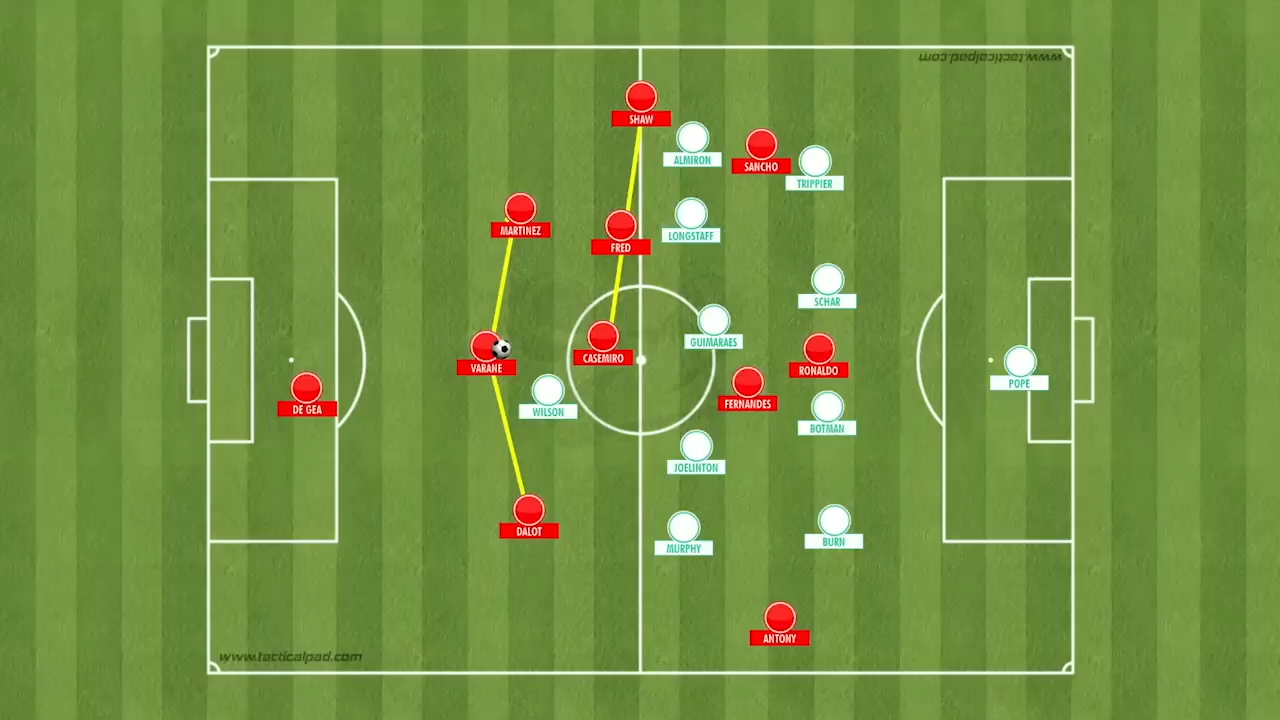 www.tacticalpad.com
SHAW
ALMIRON
SANCHO
TRIPPIER
MARTINEZ
FRED
LONGSTAFF
SCHAR
GUIMARAES
CASEMIRO
VARANE
RONALDO
POPE
DE GEA
WILSON
FERNANDES
BOTMAN
JOELINTON
DALOT
MURPHY
BURN
ANTONY
www.tacticalpad.com